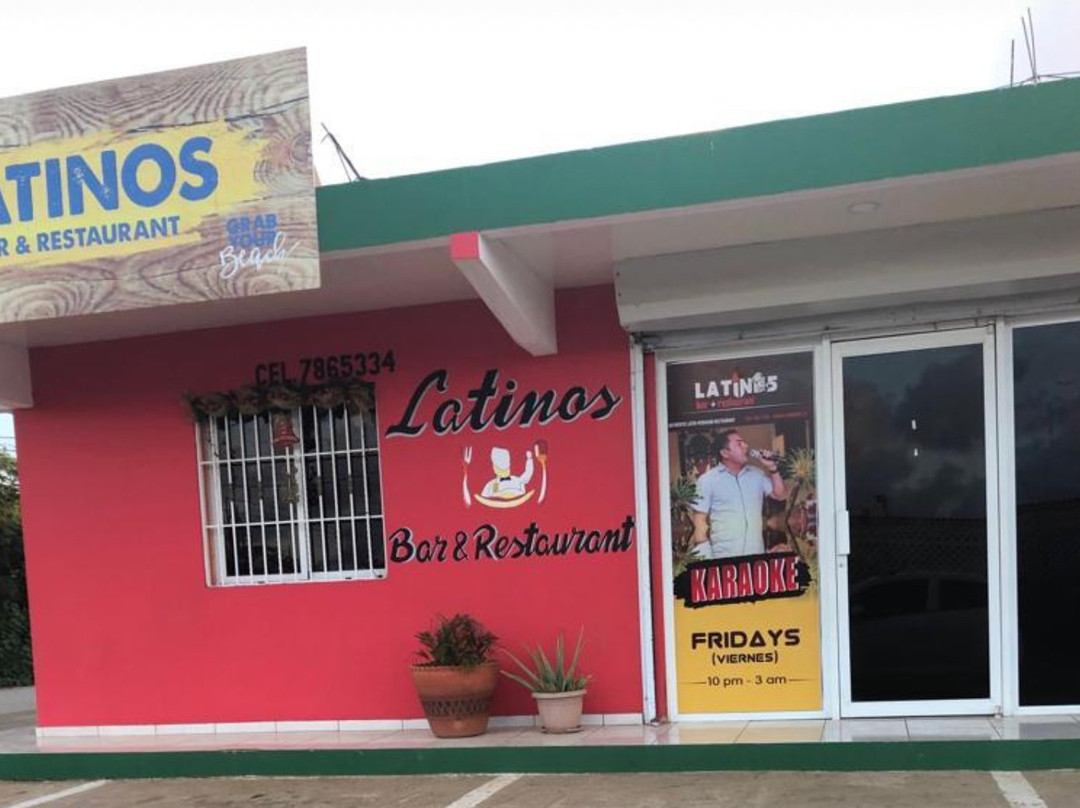 ATINOS
R & RESTAURANT
GRAB
YOUR
Beach
CEL. 7865334
Latinos
Bar & Restaurant
LATINOS
bar + restaurant
KARAOKE
FRIDAYS
(VIERNES)
10 pm - 3 am